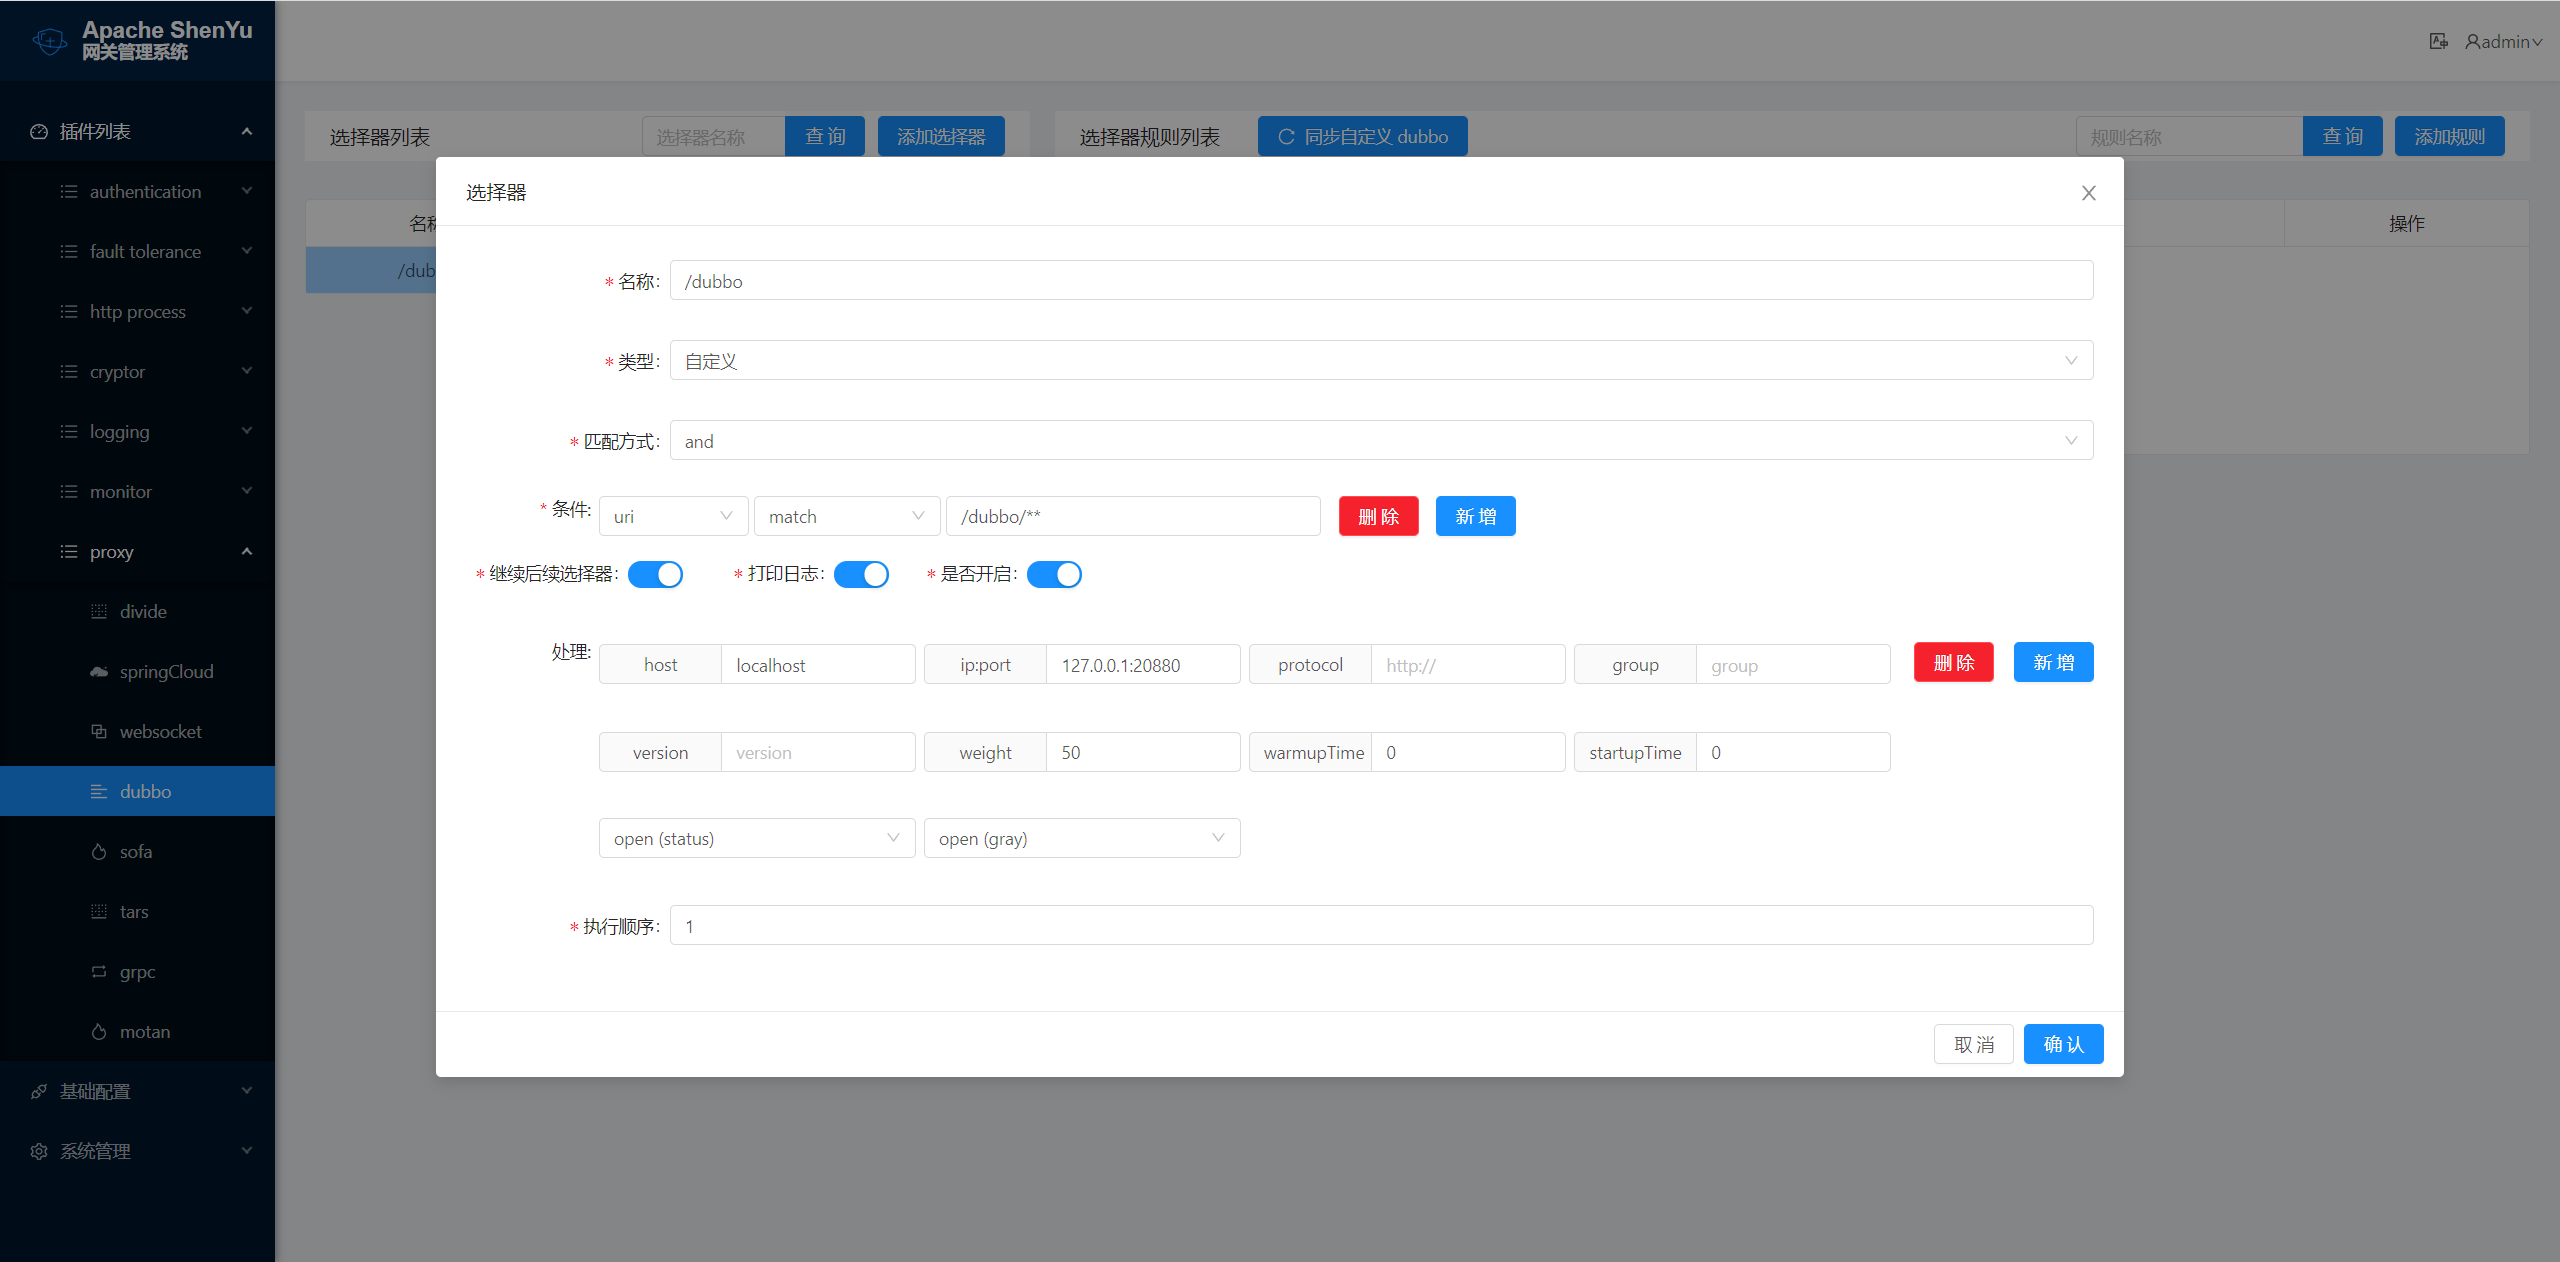 Apache ShenYu
网关管理系统
admin
插件列表
authentication
fault tolerance
http process
cryptor
logging
monitor
proxy
divide
springCloud
websocket
dubbo
sofa
tars
grpc
motan
基础配置
系统管理
选择器列表 选择器名称 查 询 添加选择器
选择器规则列表 同步自定义 dubbo 规则名称 查 询 添加规则
操作
选择器
* 名称: /dubbo
* 类型: 自定义
* 匹配方式: and
* 条件: uri match /dubbo/** 删 除 新 增
* 继续后续选择器: * 打印日志: * 是否开启:
处理: host localhost ip:port 127.0.0.1:20880 protocol http:// group group 删 除 新 增
version version weight 50 warmupTime 0 startupTime 0
open (status) open (gray)
* 执行顺序: 1
取 消 确 认